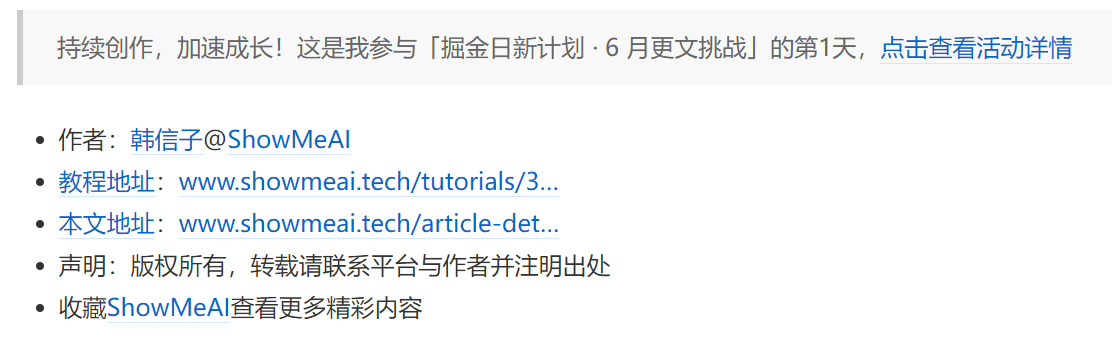 持续创作，加速成长！这是我参与「掘金日新计划 · 6 月更文挑战」的第1天，点击查看活动详情
作者：韩信子@ShowMeAI
教程地址：www.showmeai.tech/tutorials/3...
本文地址：www.showmeai.tech/article-det...
声明：版权所有，转载请联系平台与作者并注明出处
收藏ShowMeAI查看更多精彩内容